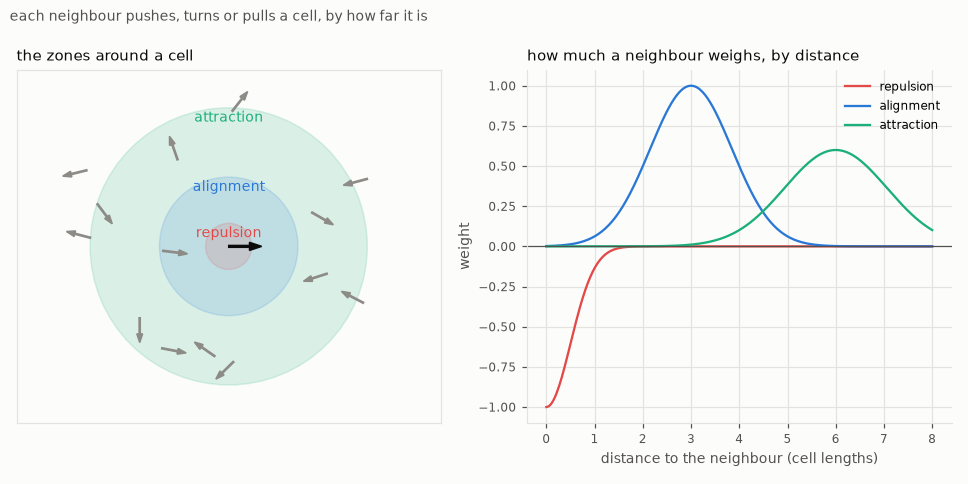 each neighbour pushes, turns or pulls a cell, by how far it is
the zones around a cell
attraction
alignment
repulsion
how much a neighbour weighs, by distance
repulsion
alignment
attraction
weight
1.00
0.75
0.50
0.25
0.00
−0.25
−0.50
−0.75
−1.00
0 1 2 3 4 5 6 7 8
distance to the neighbour (cell lengths)